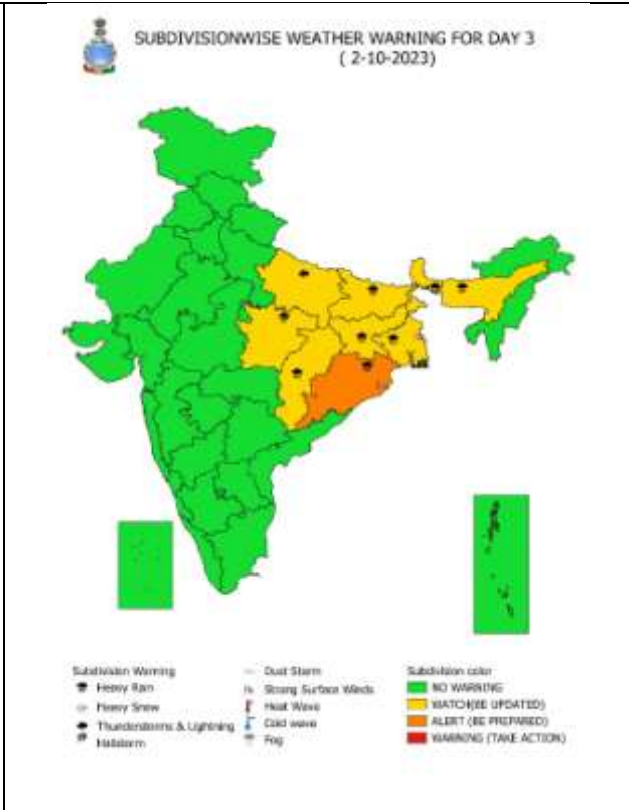 SUBDIVISIONWISE WEATHER WARNING FOR DAY 3
( 2-10-2023)
Subdivision Warning
Heavy Rain
Heavy Snow
Thunderstorms & Lightning
Hailstorm
Dust Storm
Strong Surface Winds
Heat Wave
Cold wave
Fog
Subdivision color
NO WARNING
WATCH(BE UPDATED)
ALERT (BE PREPARED)
WARNING (TAKE ACTION)